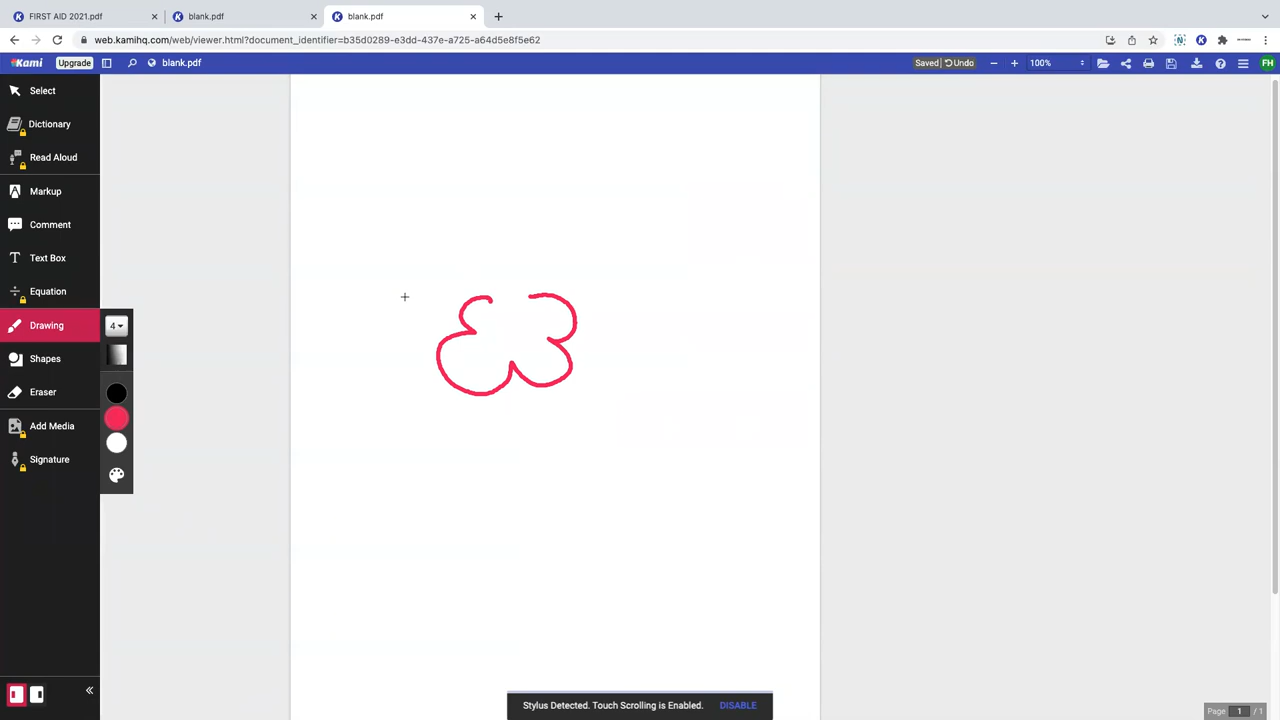 FIRST AID 2021.pdf
blank.pdf
blank.pdf
web.kamihq.com/web/viewer.html?document_identifier=b35d0289-e3dd-437e-a725-a64d5e8f5e62
Kami Upgrade blank.pdf Saved Undo 100% FH
Select
Dictionary
Read Aloud
Markup
Comment
Text Box
Equation
Drawing 4
Shapes
Eraser
Add Media
Signature
Stylus Detected. Touch Scrolling is Enabled. DISABLE
Page 1 / 1